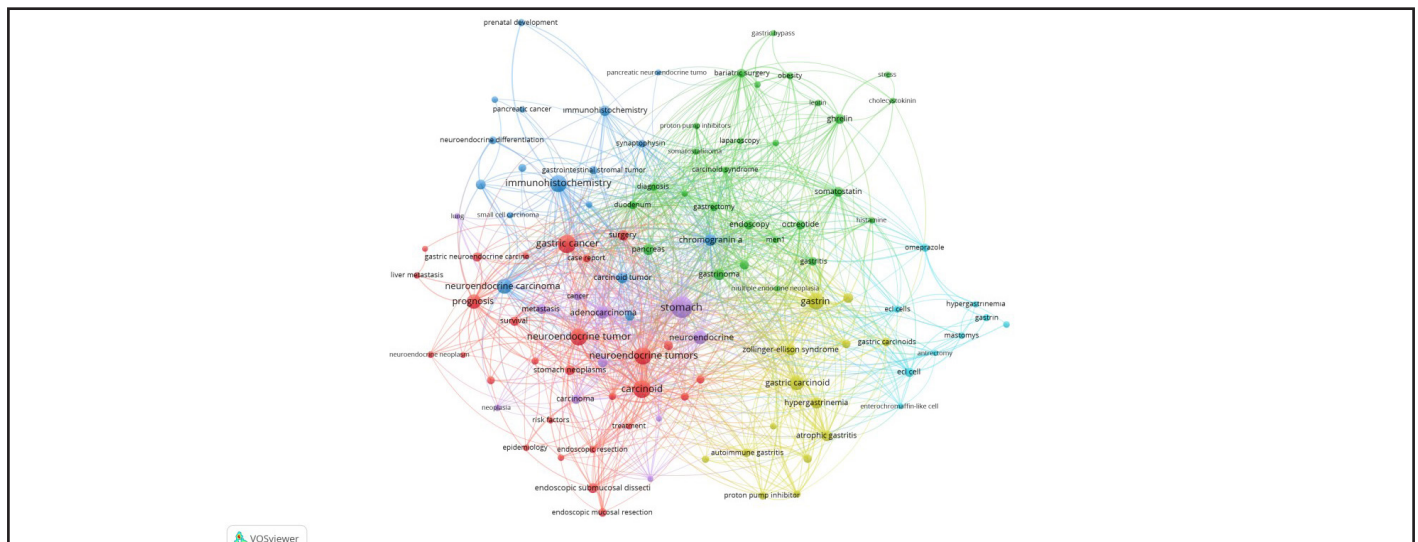 prenatal development
gastric bypass
pancreatic neuroendocrine tumo
bariatric surgery
obesity
stress
leptin
cholecystokinin
pancreatic cancer
immunohistochemistry
ghrelin
proton pump inhibitors
neuroendocrine differentiation
synaptophysin
laparoscopy
somatostatinoma
gastrointestinal stromal tumor
carcinoid syndrome
immunohistochemistry
diagnosis
somatostatin
duodenum
gastrectomy
lung
small cell carcinoma
histamine
endoscopy
octreotide
surgery
gastric cancer
chromogranin a
men1
omeprazole
pancreas
gastric neuroendocrine carcino
case report
gastritis
liver metastasis
carcinoid tumor
gastrinoma
neuroendocrine carcinoma
multiple endocrine neoplasia
cancer
prognosis
gastrin
hypergastrinemia
metastasis
adenocarcinoma
stomach
ecl cells
gastrin
survival
neuroendocrine tumor
neuroendocrine
mastomys
gastric carcinoids
zollinger-ellison syndrome
neuroendocrine neoplasm
neuroendocrine tumors
antrectomy
stomach neoplasms
ecl cell
gastric carcinoid
carcinoid
carcinoma
hypergastrinemia
neoplasia
enterochromaffin-like cell
risk factors
treatment
atrophic gastritis
epidemiology
endoscopic resection
autoimmune gastritis
endoscopic submucosal dissecti
proton pump inhibitor
endoscopic mucosal resection
VOSviewer